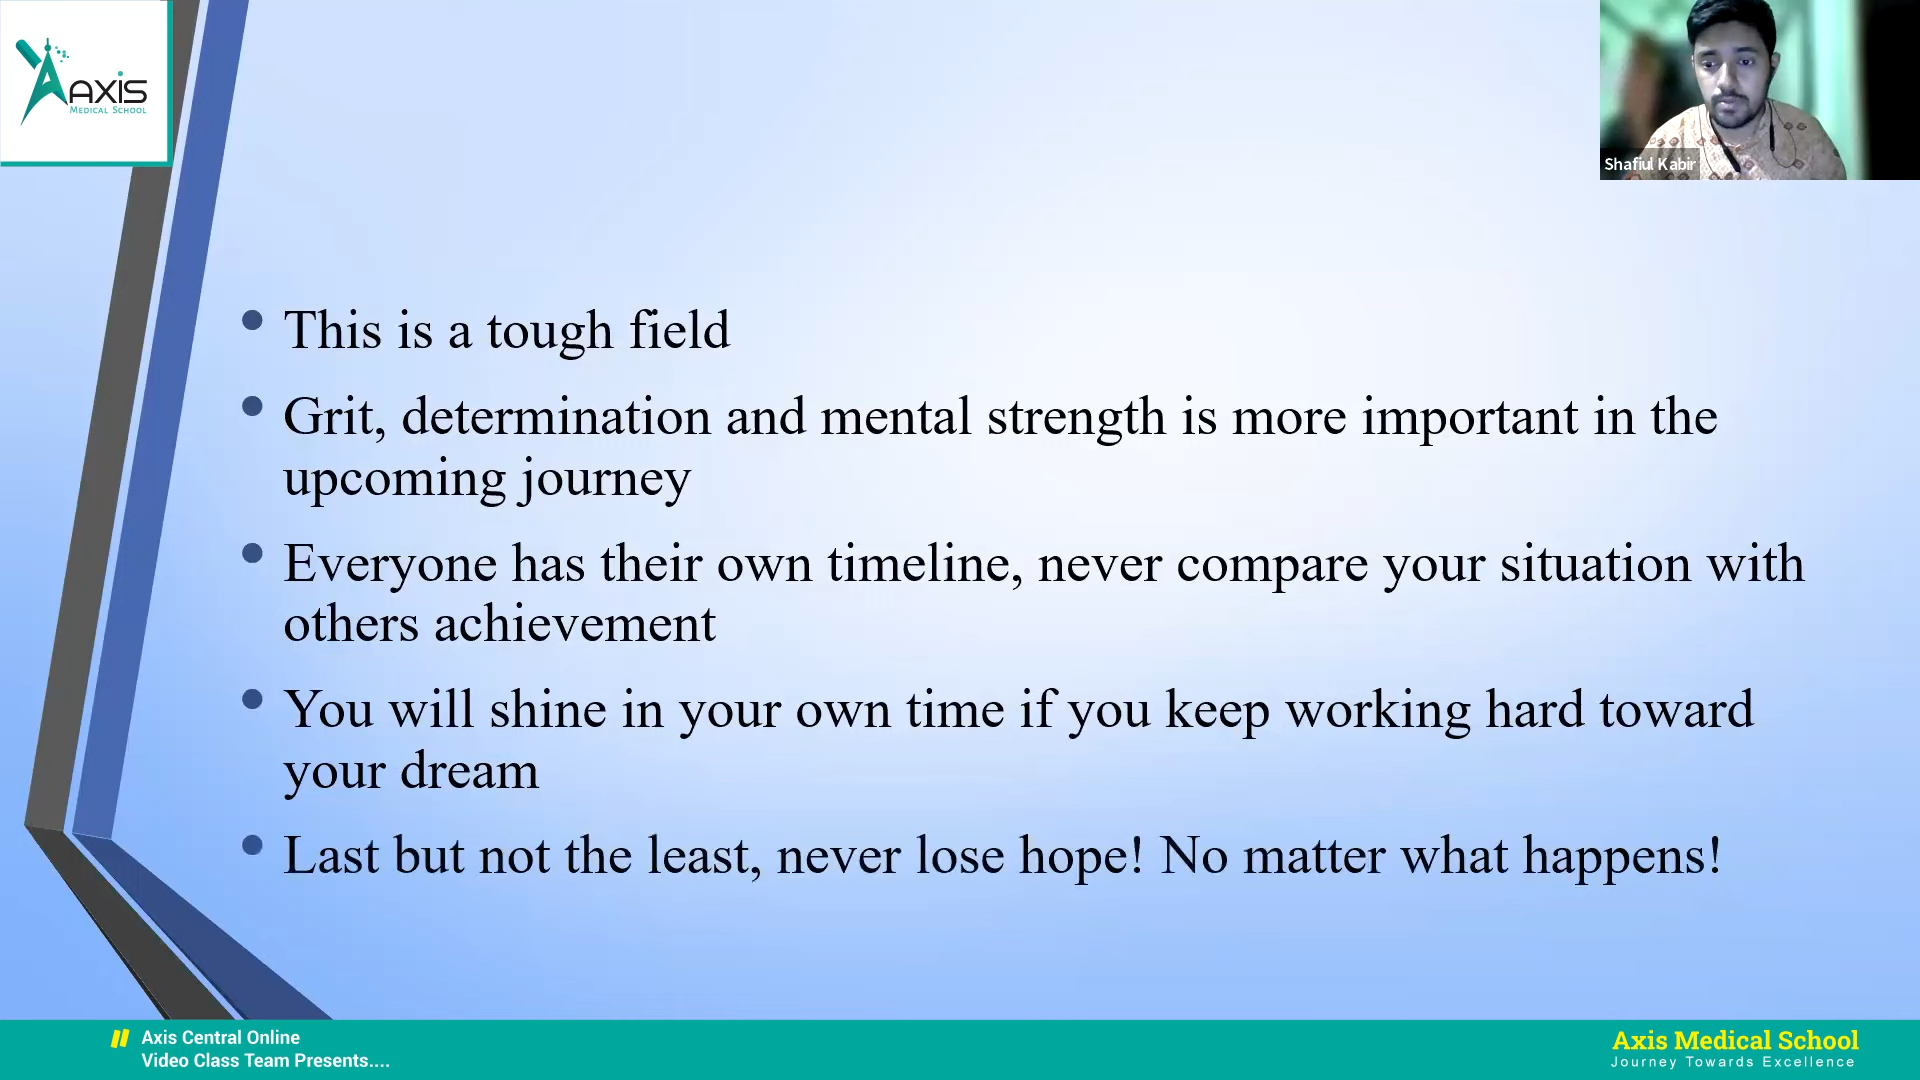 AXIS
MEDICAL SCHOOL
Shafiul Kabir
• This is a tough field
• Grit, determination and mental strength is more important in the
upcoming journey
• Everyone has their own timeline, never compare your situation with
others achievement
• You will shine in your own time if you keep working hard toward
your dream
• Last but not the least, never lose hope! No matter what happens!
Axis Central Online
Video Class Team Presents....
Axis Medical School
Journey Towards Excellence